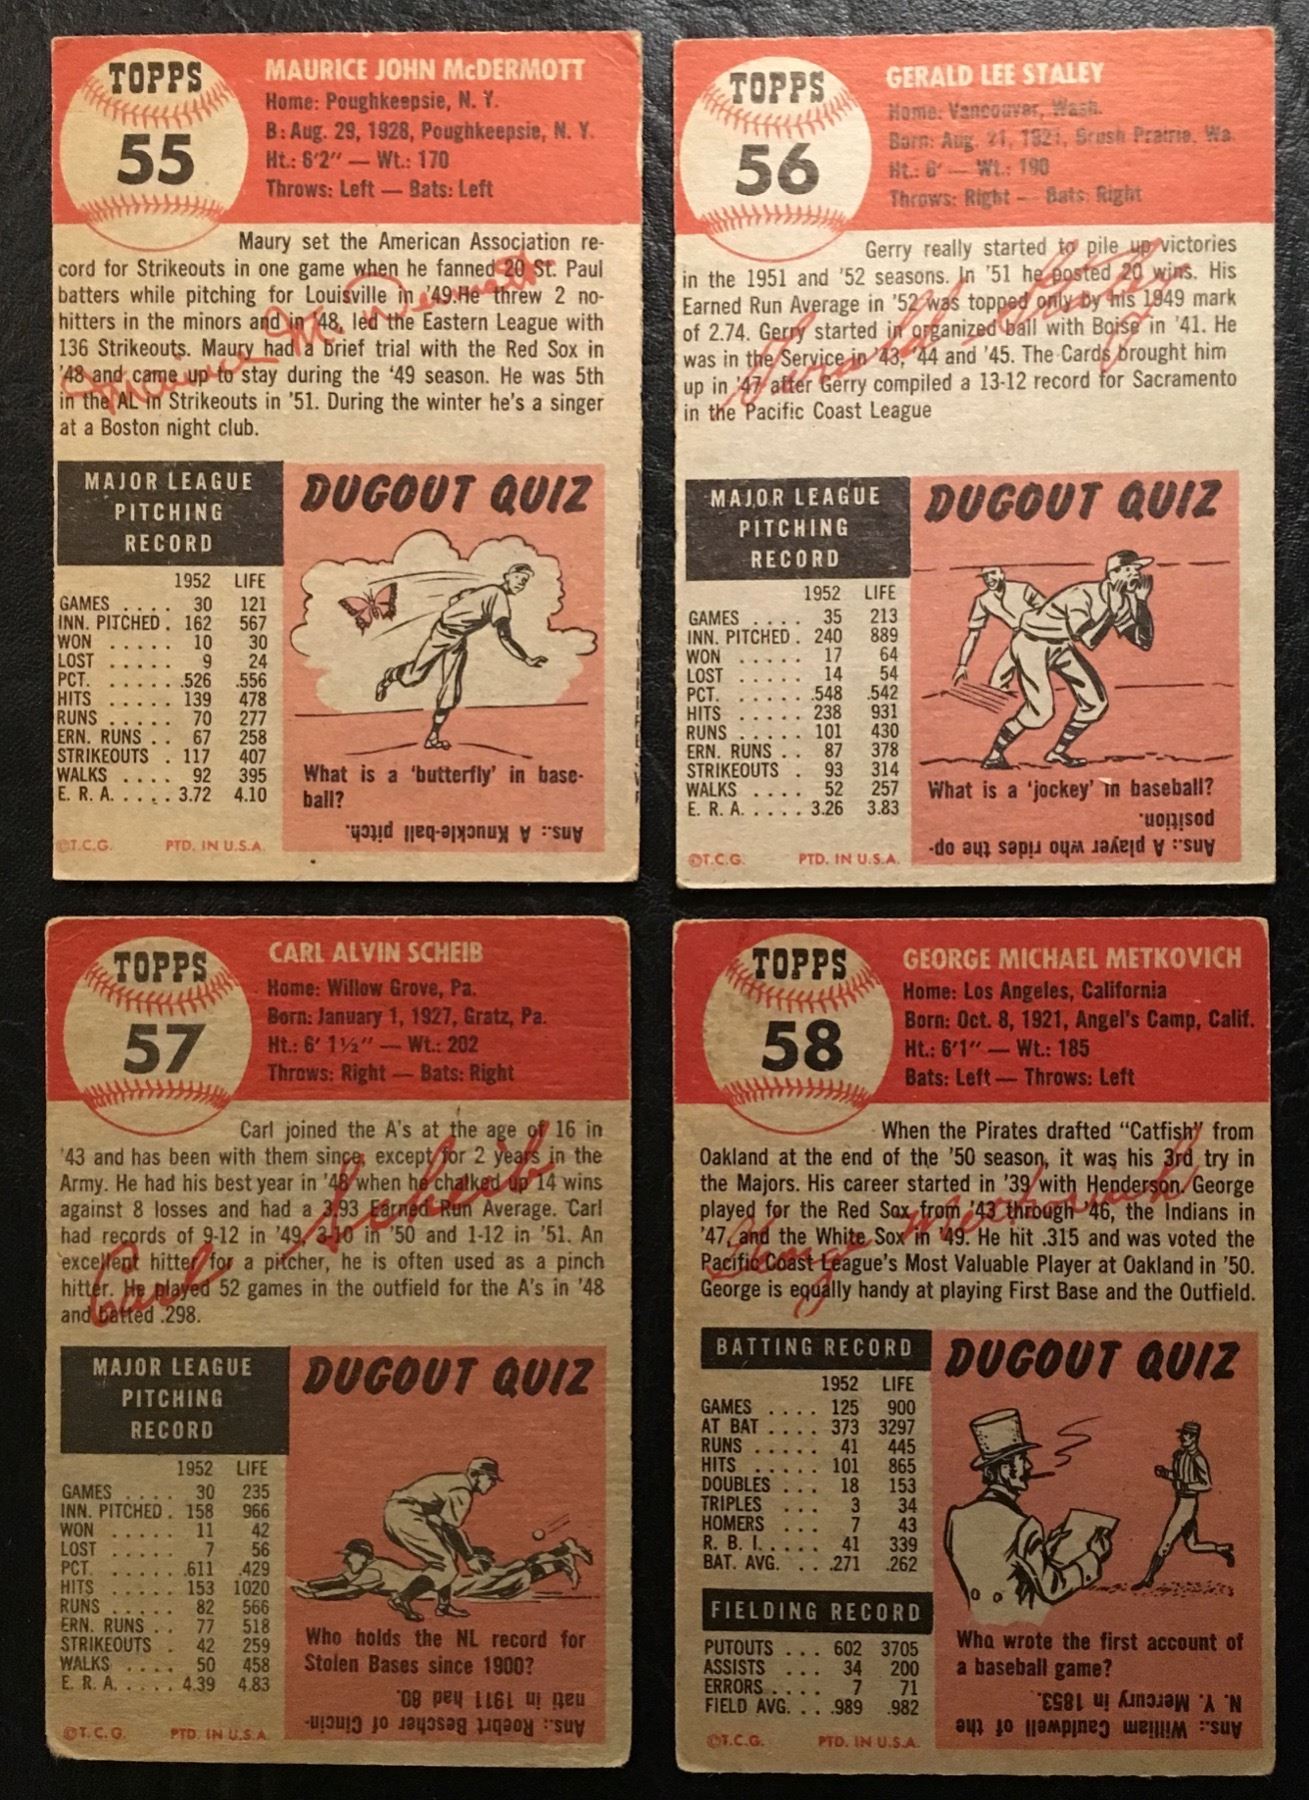 TOPPS
55
MAURICE JOHN McDERMOTT
Home: Poughkeepsie, N. Y.
B: Aug. 29, 1928, Poughkeepsie, N. Y.
Ht.: 6'2" — Wt.: 170
Throws: Left — Bats: Left
Maury set the American Association re-
cord for Strikeouts in one game when he fanned 20 St. Paul
batters while pitching for Louisville in '49.He threw 2 no-
hitters in the minors and in '48, led the Eastern League with
136 Strikeouts. Maury had a brief trial with the Red Sox in
'48 and came up to stay during the '49 season. He was 5th
in the AL in Strikeouts in '51. During the winter he's a singer
at a Boston night club.
Maurice McDermott
MAJOR LEAGUE
PITCHING
RECORD
1952 LIFE
GAMES .... 30 121
INN. PITCHED . 162 567
WON ..... 10 30
LOST ..... 9 24
PCT. ..... .526 .556
HITS ..... 139 478
RUNS ..... 70 277
ERN. RUNS .. 67 258
STRIKEOUTS . 117 407
WALKS .... 92 395
E. R. A. .... 3.72 4.10
©T.C.G. PTD. IN U.S.A.
DUGOUT QUIZ
What is a 'butterfly' in base-
ball?
Ans.: A Knuckle-ball pitch.
TOPPS
56
GERALD LEE STALEY
Home: Vancouver, Wash.
Born: Aug. 21, 1921, Brush Prairie, Wa.
Ht.: 6' — Wt.: 190
Throws: Right — Bats: Right
Gerry really started to pile up victories
in the 1951 and '52 seasons. In '51 he posted 20 wins. His
Earned Run Average in '52 was topped only by his 1949 mark
of 2.74. Gerry started in organized ball with Boise in '41. He
was in the Service in '43, '44 and '45. The Cards brought him
up in '47 after Gerry compiled a 13-12 record for Sacramento
in the Pacific Coast League
Gerald Staley
MAJOR LEAGUE
PITCHING
RECORD
1952 LIFE
GAMES .... 35 213
INN. PITCHED . 240 889
WON ..... 17 64
LOST ..... 14 54
PCT. ..... .548 .542
HITS ..... 238 931
RUNS ..... 101 430
ERN. RUNS .. 87 378
STRIKEOUTS . 93 314
WALKS .... 52 257
E. R. A. .... 3.26 3.83
©T.C.G. PTD. IN U.S.A.
DUGOUT QUIZ
What is a 'jockey' in baseball?
Ans.: A player who rides the op-
position.
TOPPS
57
CARL ALVIN SCHEIB
Home: Willow Grove, Pa.
Born: January 1, 1927, Gratz, Pa.
Ht.: 6' 1½" — Wt.: 202
Throws: Right — Bats: Right
Carl joined the A's at the age of 16 in
'43 and has been with them since, except for 2 years in the
Army. He had his best year in '48 when he chalked up 14 wins
against 8 losses and had a 3.93 Earned Run Average. Carl
had records of 9-12 in '49, 3-10 in '50 and 1-12 in '51. An
excellent hitter for a pitcher, he is often used as a pinch
hitter. He played 52 games in the outfield for the A's in '48
and batted .298.
Carl Scheib
MAJOR LEAGUE
PITCHING
RECORD
1952 LIFE
GAMES .... 30 235
INN. PITCHED . 158 966
WON ..... 11 42
LOST ..... 7 56
PCT. ..... .611 .429
HITS ..... 153 1020
RUNS ..... 82 566
ERN. RUNS .. 77 518
STRIKEOUTS . 42 259
WALKS .... 50 458
E. R. A. .... 4.39 4.83
©T.C.G. PTD. IN U.S.A
DUGOUT QUIZ
Who holds the NL record for
Stolen Bases since 1900?
Ans.: Roebrt Bescher of Cincin-
nati in 1911 had 80.
TOPPS
58
GEORGE MICHAEL METKOVICH
Home: Los Angeles, California
Born: Oct. 8, 1921, Angel's Camp, Calif.
Ht.: 6'1" — Wt.: 185
Bats: Left — Throws: Left
When the Pirates drafted "Catfish" from
Oakland at the end of the '50 season, it was his 3rd try in
the Majors. His career started in '39 with Henderson. George
played for the Red Sox from '43 through '46, the Indians in
'47, and the White Sox in '49. He hit .315 and was voted the
Pacific Coast League's Most Valuable Player at Oakland in '50.
George is equally handy at playing First Base and the Outfield.
George Metkovich
BATTING RECORD
1952 LIFE
GAMES .... 125 900
AT BAT .... 373 3297
RUNS ..... 41 445
HITS ..... 101 865
DOUBLES ... 18 153
TRIPLES ... 3 34
HOMERS ... 7 43
R. B. I. .... 41 339
BAT. AVG. ... .271 .262
FIELDING RECORD
PUTOUTS ... 602 3705
ASSISTS ... 34 200
ERRORS .... 7 71
FIELD AVG. ... .989 .982
©T.C.G. PTD. IN U.S.A.
DUGOUT QUIZ
Who wrote the first account of
a baseball game?
Ans.: William Cauldwell of the
N. Y. Mercury in 1853.